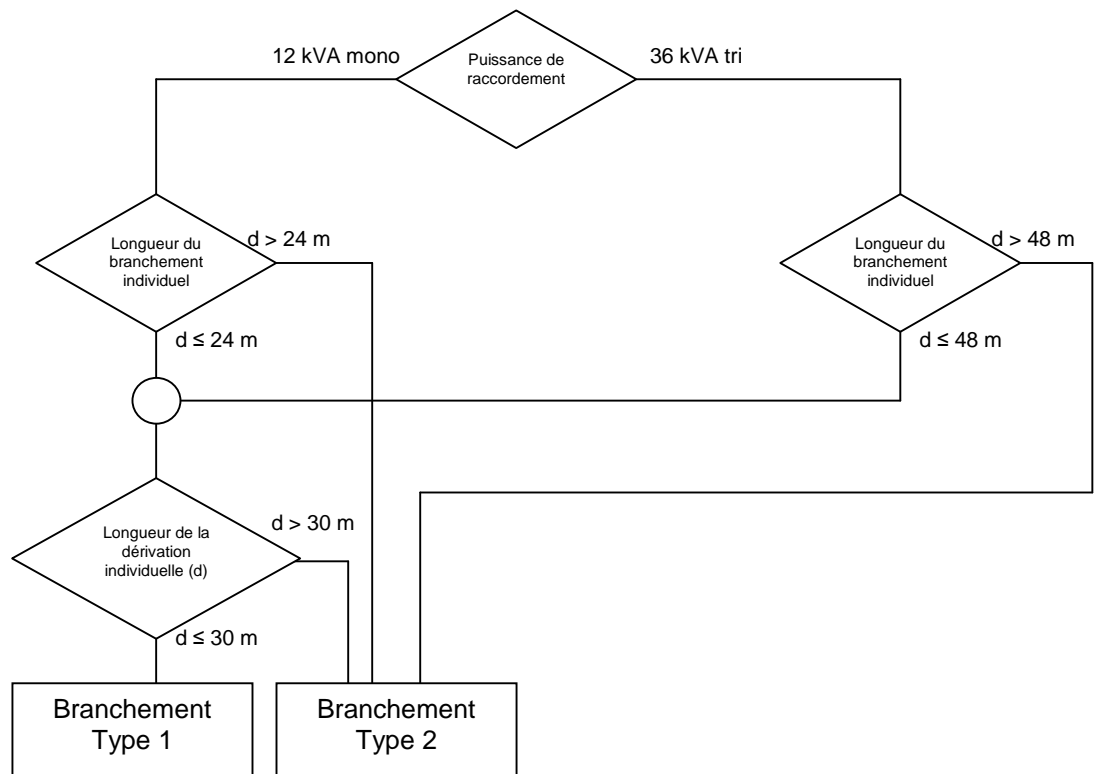 12 kVA mono
Puissance de
raccordement
36 kVA tri
Longueur du
branchement
individuel
d > 24 m
d ≤ 24 m
Longueur du
branchement
individuel
d > 48 m
d ≤ 48 m
Longueur de la
dérivation
individuelle (d)
d > 30 m
d ≤ 30 m
Branchement
Type 1
Branchement
Type 2